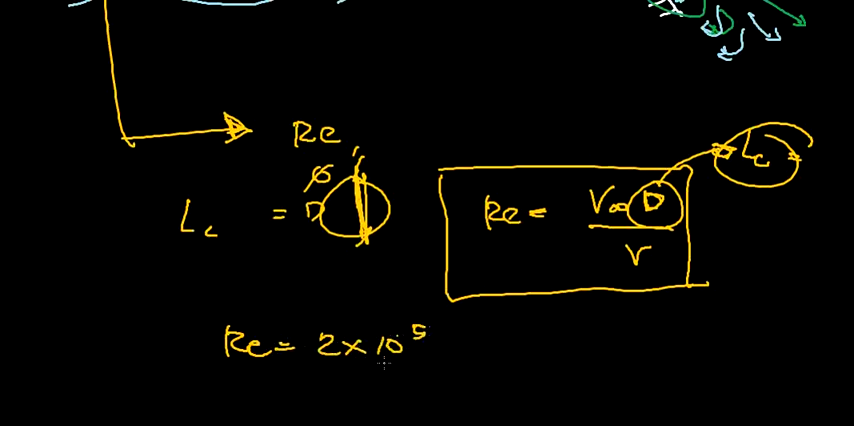 Re
Lc = D ø
Re = V∞ D
ν
Lc =
Re = 2 × 10⁵